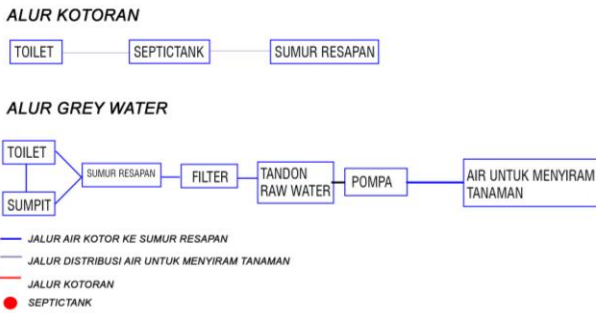 ALUR KOTORAN
TOILET
SEPTICTANK
SUMUR RESAPAN
ALUR GREY WATER
TOILET
SUMPIT
SUMUR RESAPAN
FILTER
TANDON
RAW WATER
POMPA
AIR UNTUK MENYIRAM
TANAMAN
JALUR AIR KOTOR KE SUMUR RESAPAN
JALUR DISTRIBUSI AIR UNTUK MENYIRAM TANAMAN
JALUR KOTORAN
SEPTICTANK